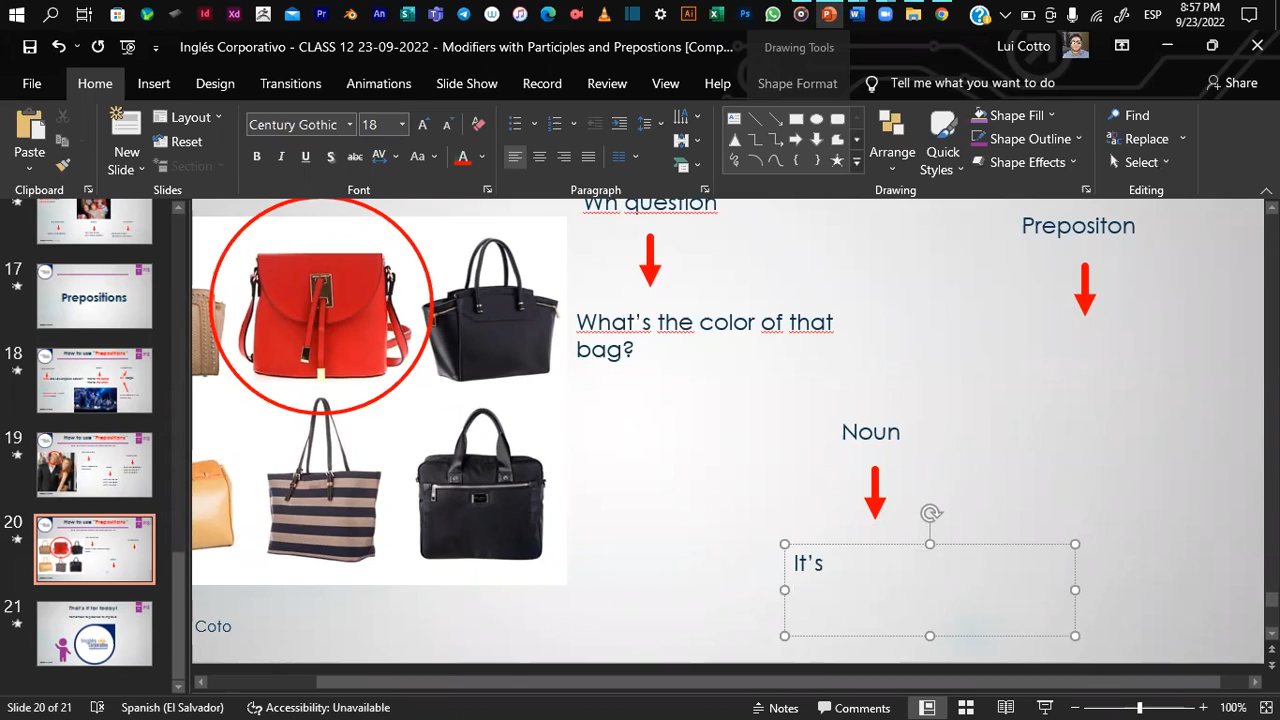 8:57 PM
ESP
9/23/2022
Inglés Corporativo - CLASS 12 23-09-2022 - Modifiers with Participles and Prepostions [Comp...
Drawing Tools
Lui Cotto
File
Home
Insert
Design
Transitions
Animations
Slide Show
Record
Review
View
Help
Shape Format
Tell me what you want to do
Share
Paste
New
Slide
Layout
Reset
Section
Century Gothic
18
Arrange
Quick
Styles
Shape Fill
Shape Outline
Shape Effects
Find
Replace
Select
Clipboard
Slides
Font
Paragraph
Drawing
Editing
17
Prepositions
18
How to use "Prepositions"
19
How to use "Prepositions"
20
How to use "Prepositions"
21
That's it for today!
Wh question
Prepositon
What's the color of that
bag?
Noun
It's
Coto
Slide 20 of 21
Spanish (El Salvador)
Accessibility: Unavailable
Notes
Comments
100%